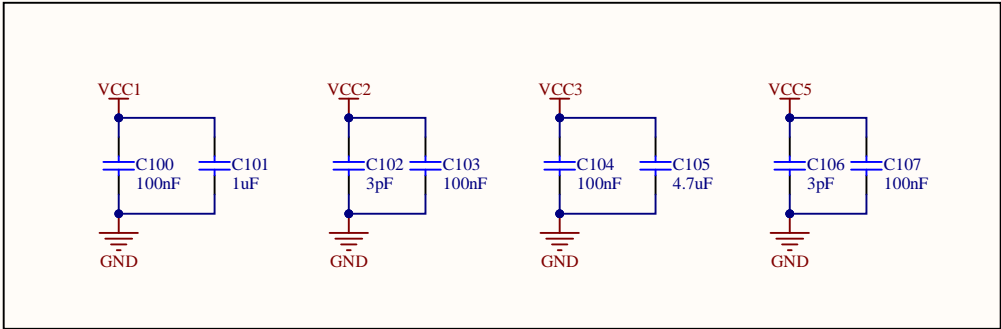 VCC1
VCC2
VCC3
VCC5
C100
100nF
C101
1uF
C102
3pF
C103
100nF
C104
100nF
C105
4.7uF
C106
3pF
C107
100nF
GND
GND
GND
GND